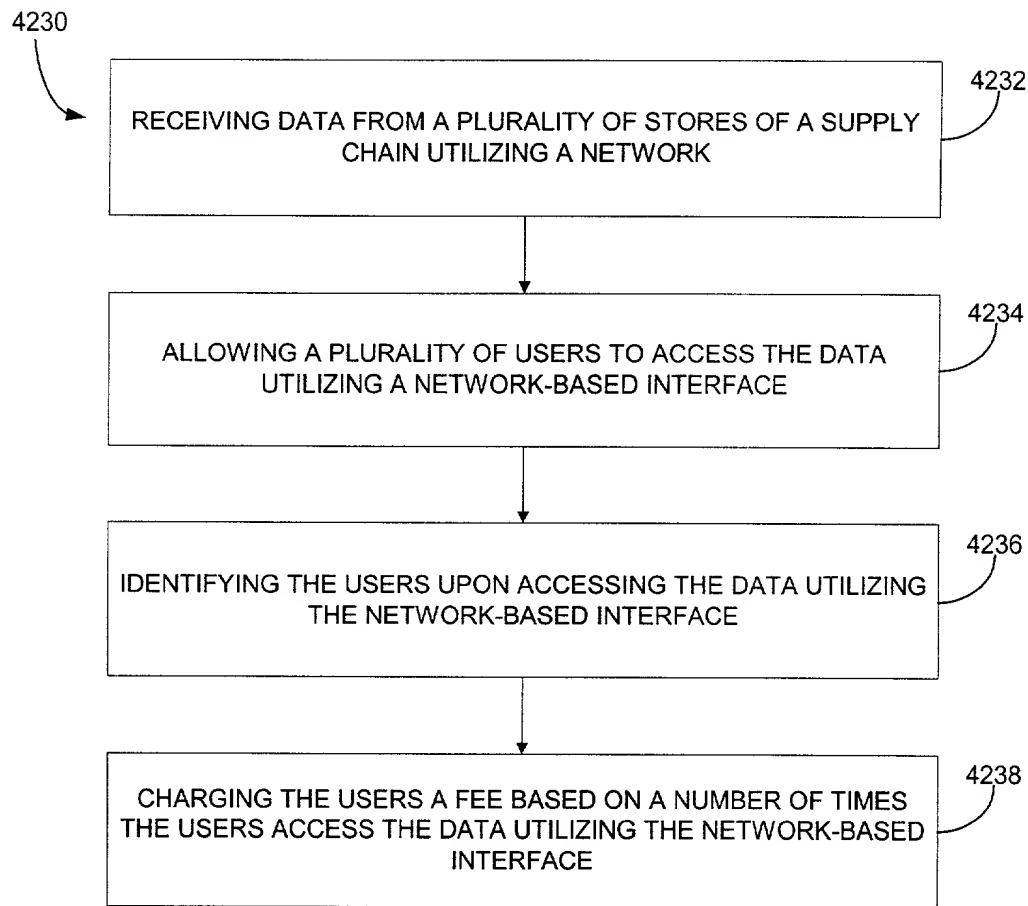 4230
4232
RECEIVING DATA FROM A PLURALITY OF STORES OF A SUPPLY
CHAIN UTILIZING A NETWORK
4234
ALLOWING A PLURALITY OF USERS TO ACCESS THE DATA
UTILIZING A NETWORK-BASED INTERFACE
4236
IDENTIFYING THE USERS UPON ACCESSING THE DATA UTILIZING
THE NETWORK-BASED INTERFACE
4238
CHARGING THE USERS A FEE BASED ON A NUMBER OF TIMES
THE USERS ACCESS THE DATA UTILIZING THE NETWORK-BASED
INTERFACE